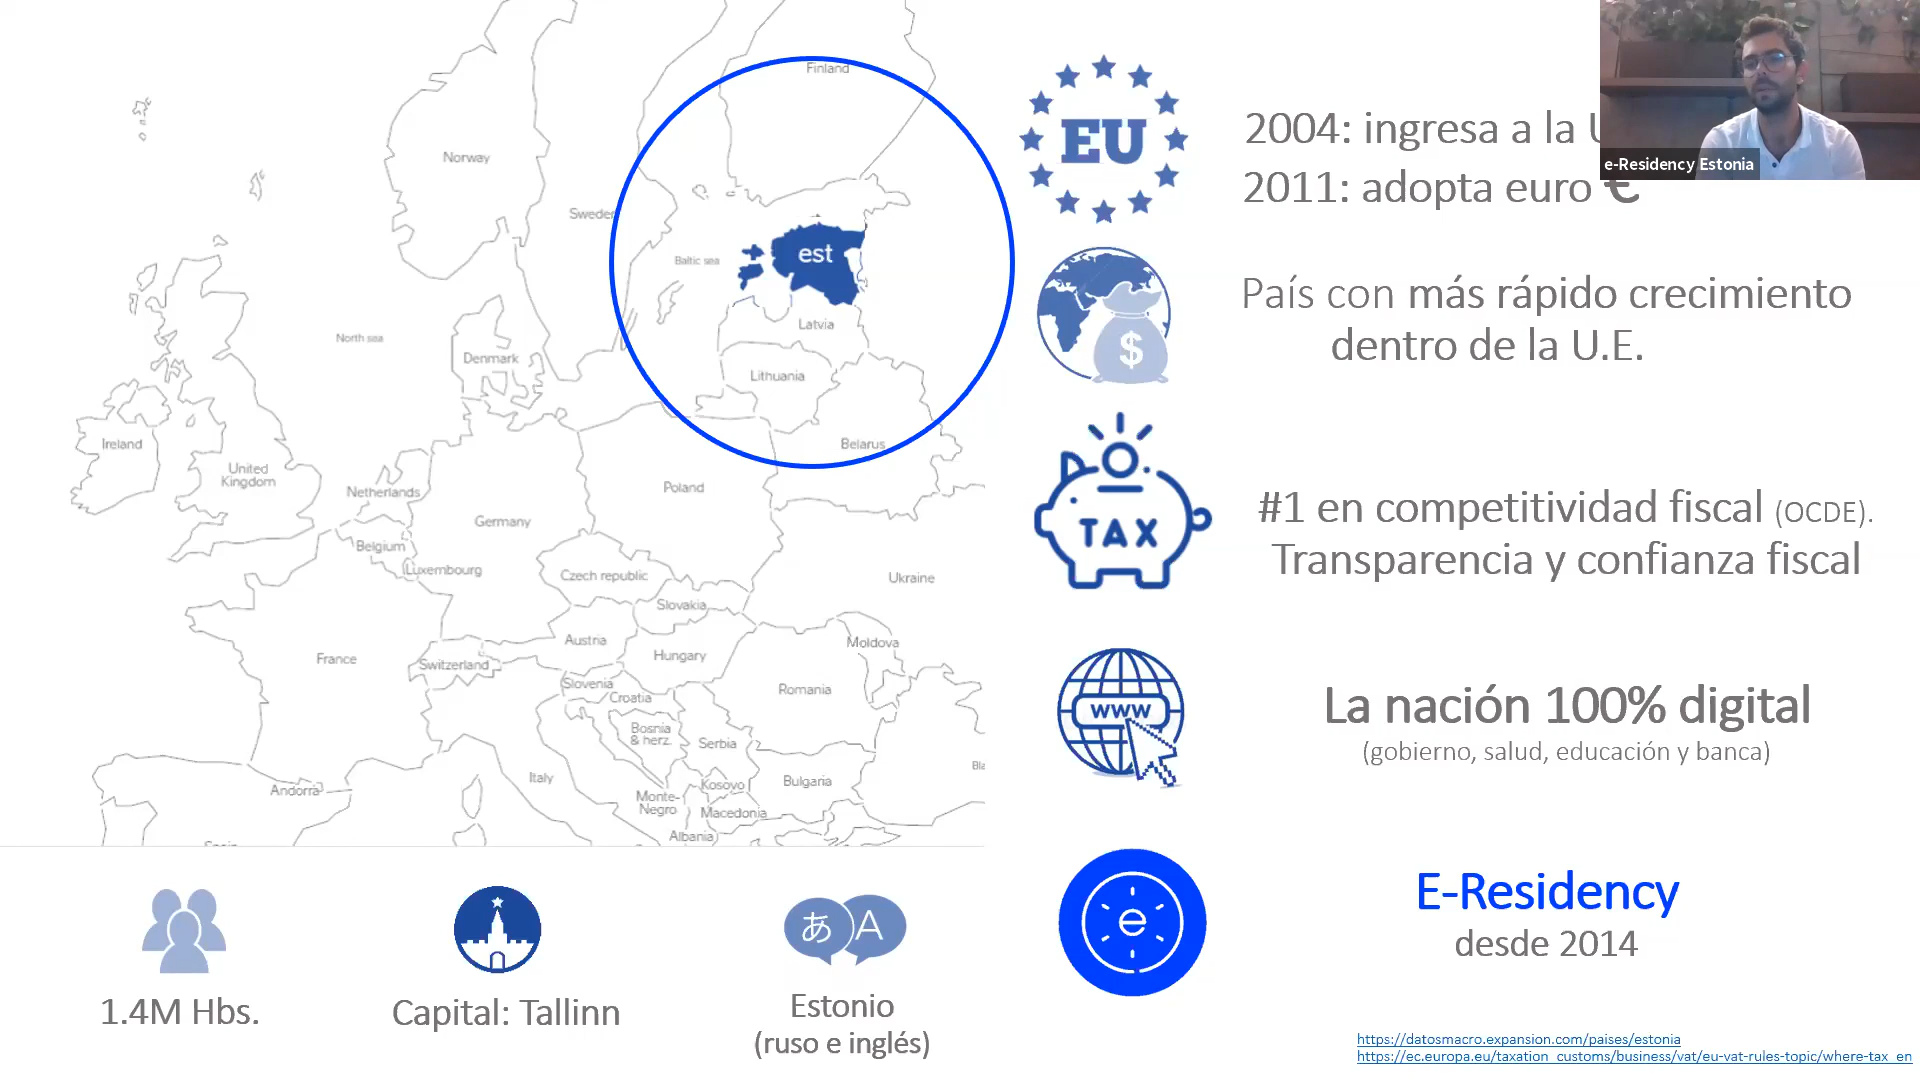 Finland
Norway
Sweden
est
Baltic sea
Latvia
North sea
Denmark
Lithuania
Ireland
United
Kingdom
Belarus
Netherlands
Poland
Germany
Belgium
Luxembourg
Czech republic
Ukraine
Slovakia
Austria
Moldova
France
Switzerland
Hungary
Slovenia
Croatia
Romania
Bosnia
& herz.
Serbia
Italy
Andorra
Kosovo
Bulgaria
Monte-
Negro
Macedonia
Albania
EU
2004: ingresa a la
2011: adopta euro €
e-Residency Estonia
$
País con más rápido crecimiento
dentro de la U.E.
TAX
#1 en competitividad fiscal (OCDE).
Transparencia y confianza fiscal
www
La nación 100% digital
(gobierno, salud, educación y banca)
e
E-Residency
desde 2014
1.4M Hbs.
Capital: Tallinn
あ A
Estonio
(ruso e inglés)
https://datosmacro.expansion.com/paises/estonia
https://ec.europa.eu/taxation_customs/business/vat/eu-vat-rules-topic/where-tax_en